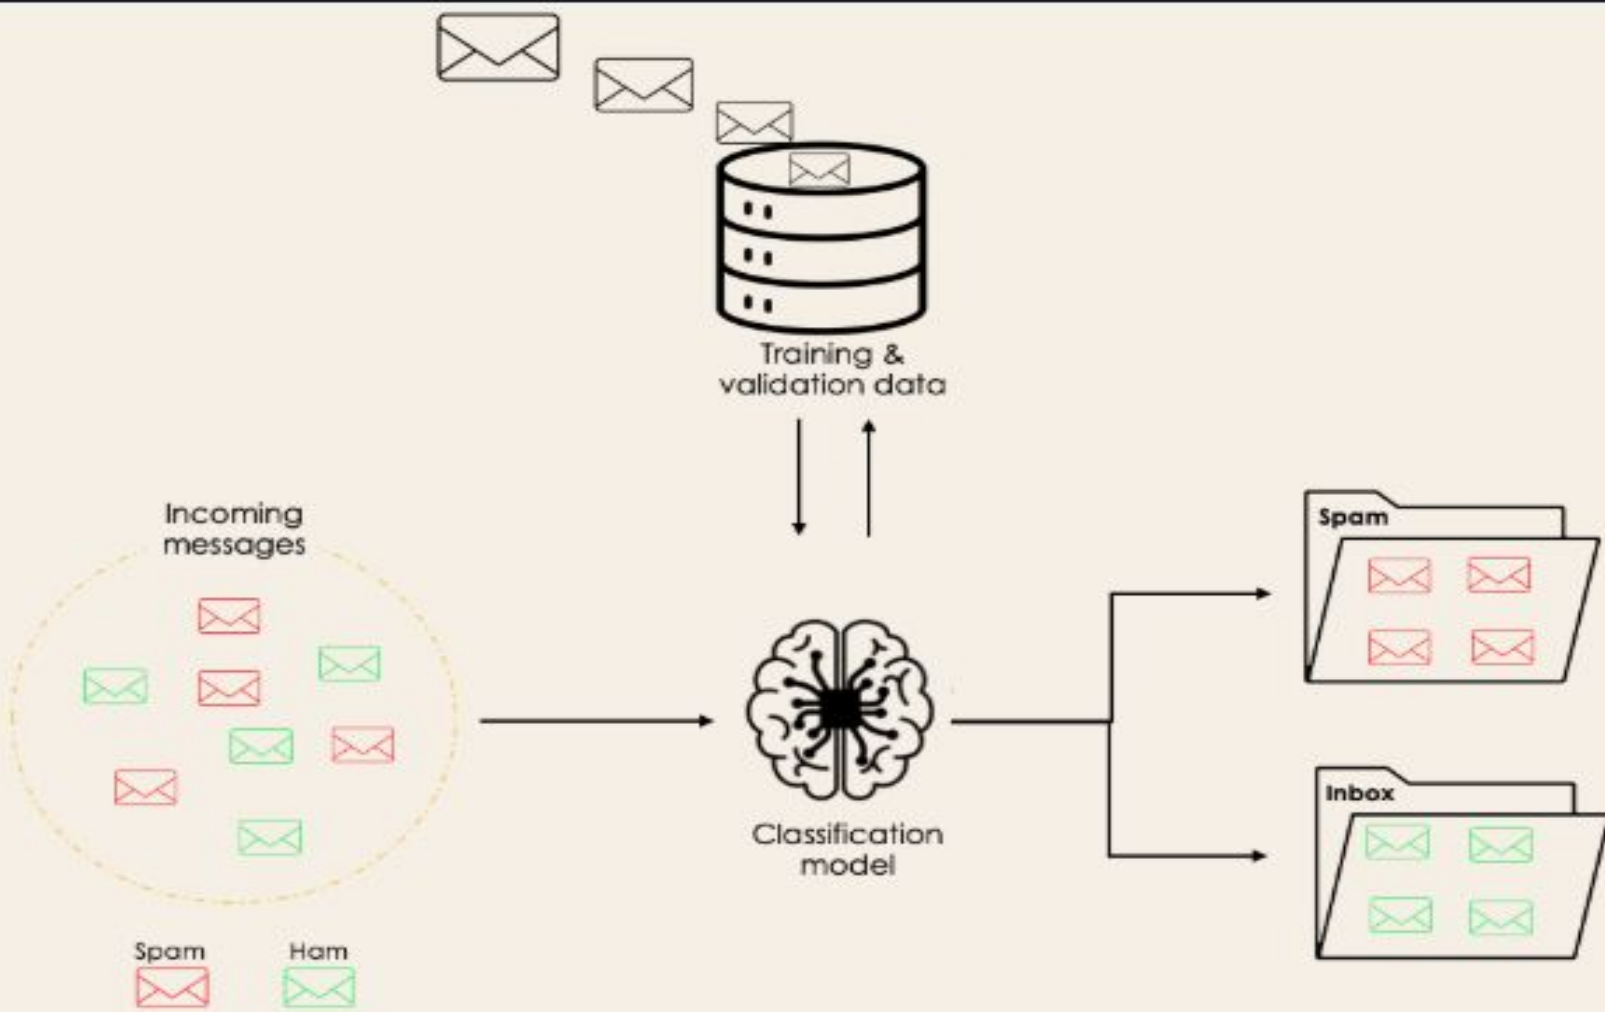 Training &
validation data
Incoming
messages
Spam
Classification
model
Inbox
Spam
Ham